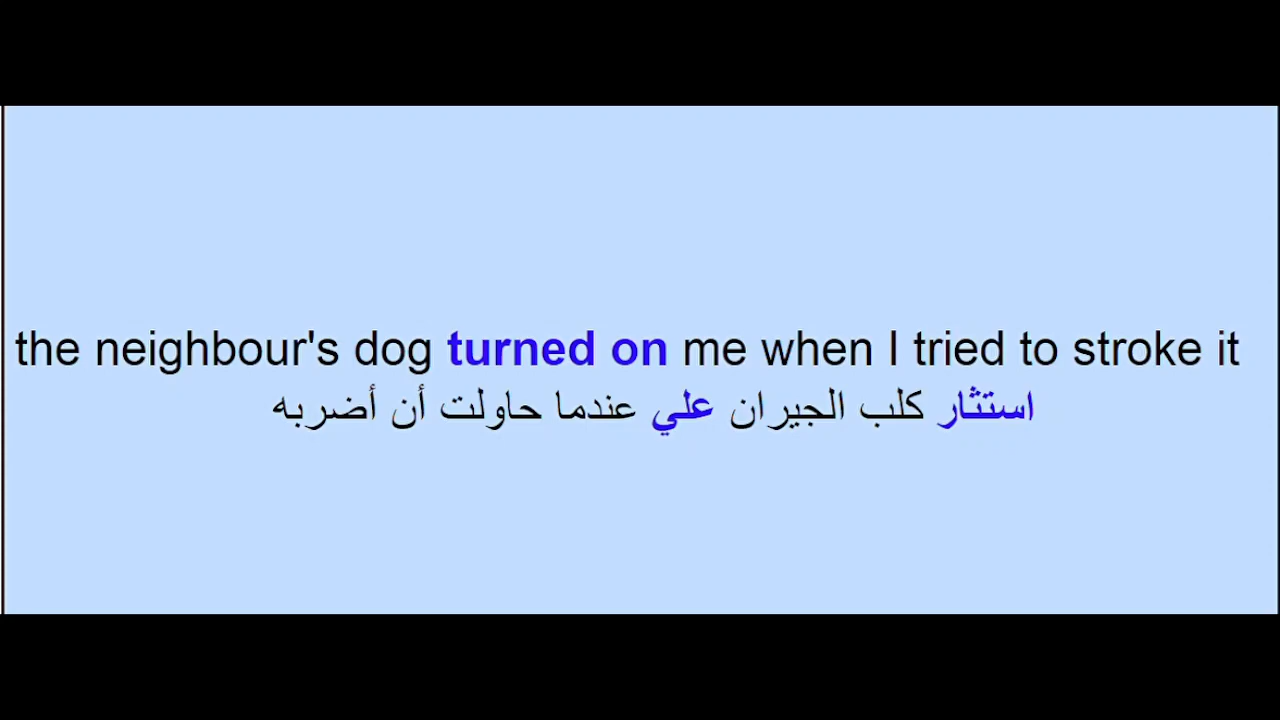 the neighbour's dog turned on me when I tried to stroke it
استثار كلب الجيران علي عندما حاولت أن أضربه